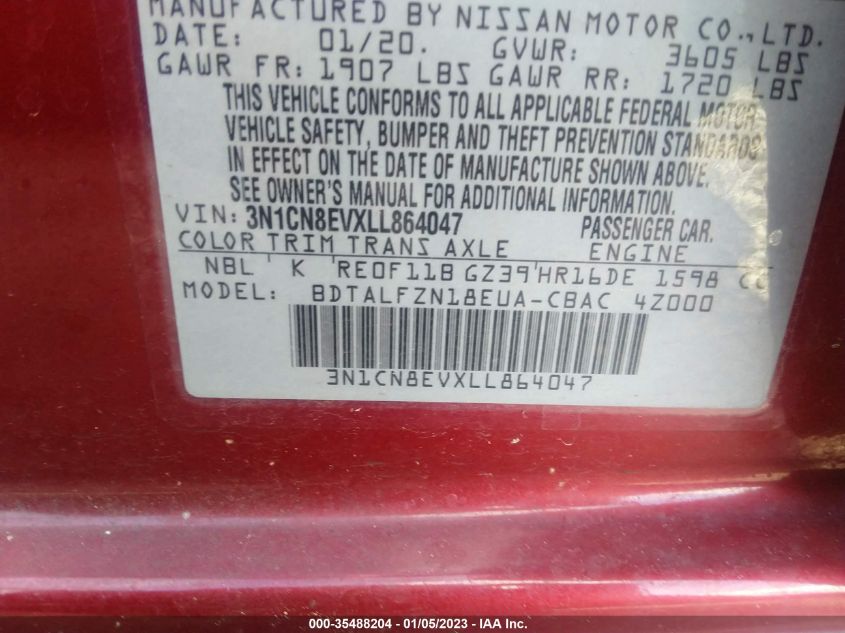 MANUFACTURED BY NISSAN MOTOR CO.,LTD.
DATE: 01/20. GVWR: 3605 LBS
GAWR FR: 1907 LBS GAWR RR: 1720 LBS
THIS VEHICLE CONFORMS TO ALL APPLICABLE FEDERAL MOTOR
VEHICLE SAFETY, BUMPER AND THEFT PREVENTION STANDARDS
IN EFFECT ON THE DATE OF MANUFACTURE SHOWN ABOVE.
SEE OWNER'S MANUAL FOR ADDITIONAL INFORMATION.
VIN: 3N1CN8EVXLL864047 PASSENGER CAR.
COLOR TRIM TRANS AXLE ENGINE
NBL ' K 'RE0F11B GZ39'HR16DE 1598 CC
MODEL: BDTALFZN18EUA-CBAC 4Z000
3N1CN8EVXLL864047
000-35488204 - 01/05/2023 - IAA Inc.